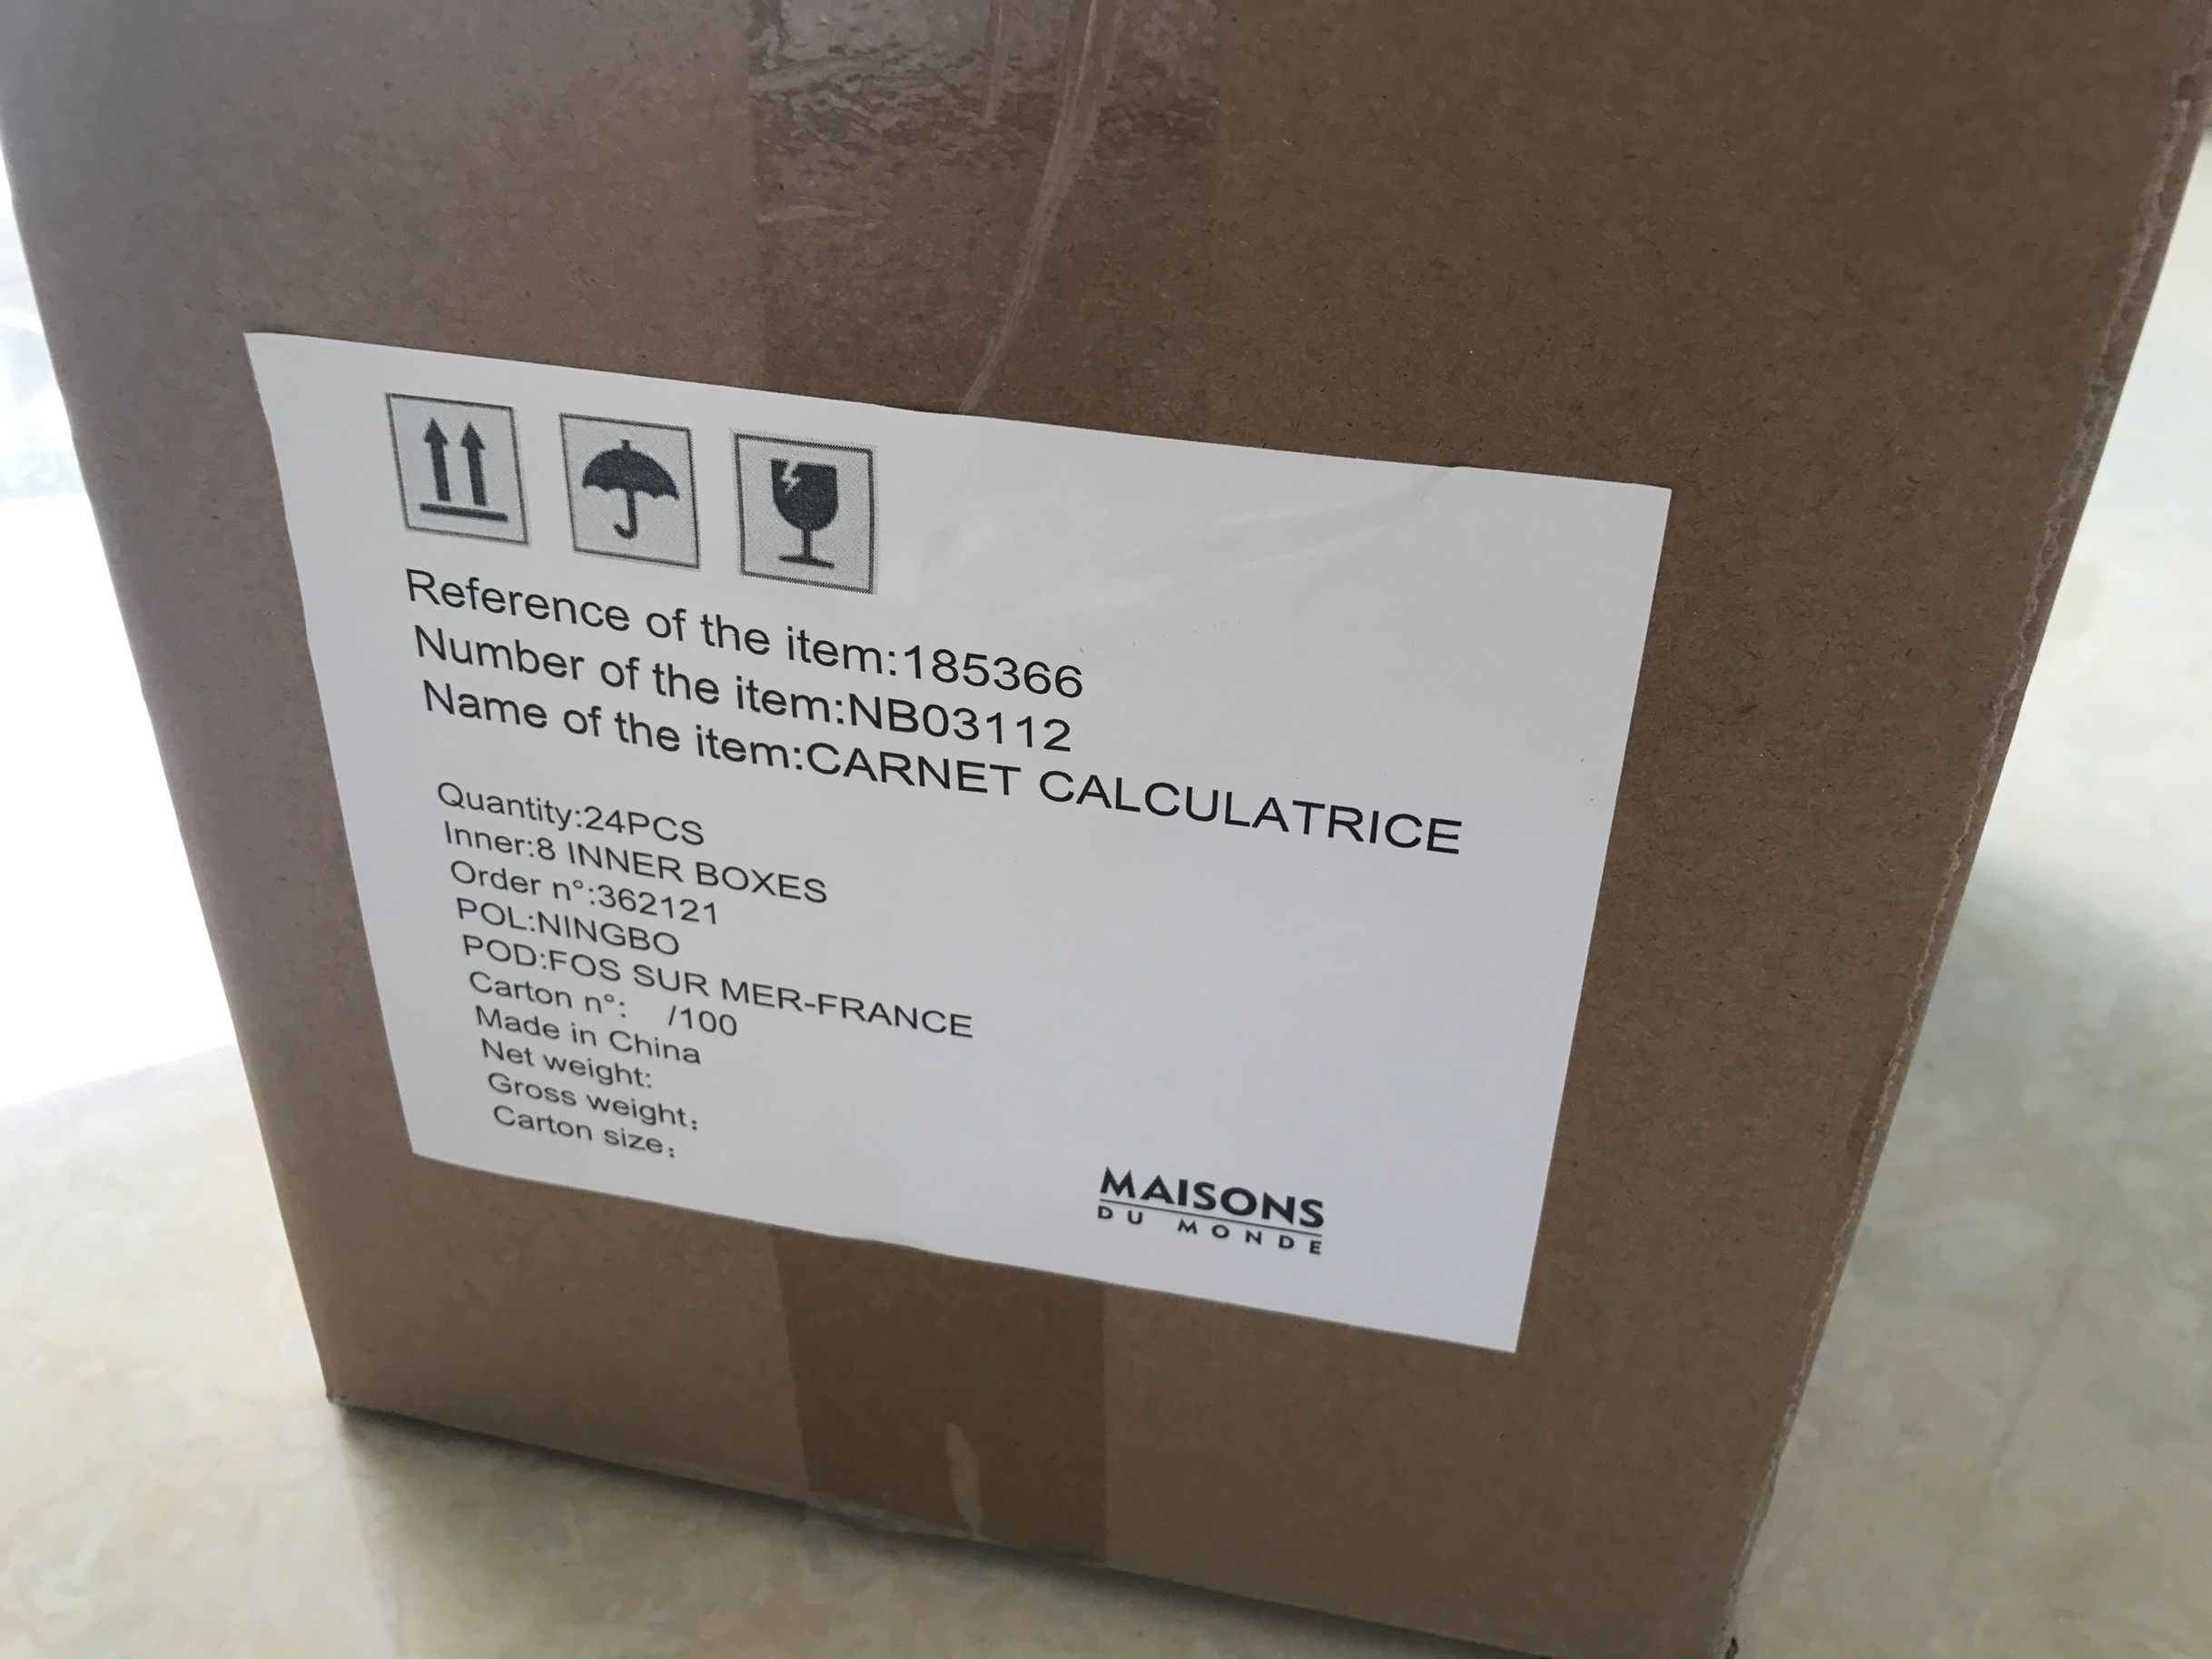 Reference of the item:185366
Number of the item:NB03112
Name of the item:CARNET CALCULATRICE
Quantity:24PCS
Inner:8 INNER BOXES
Order n°:362121
POL:NINGBO
POD:FOS SUR MER-FRANCE
Carton n°: /100
Made in China
Net weight:
Gross weight:
Carton size:
MAISONS
DU MONDE